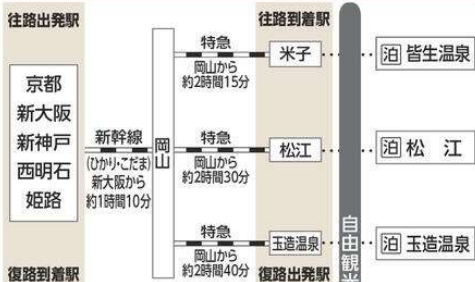 往路出発駅
往路到着駅
京都
新大阪
新神戸
西明石
姫路
新幹線
(ひかり・こだま)
新大阪から
約1時間10分
岡山
特急
岡山から
約2時間15分
米子
泊 皆生温泉
特急
岡山から
約2時間30分
松江
泊 松江
特急
岡山から
約2時間40分
玉造温泉
泊 玉造温泉
自由観光
復路到着駅
復路出発駅